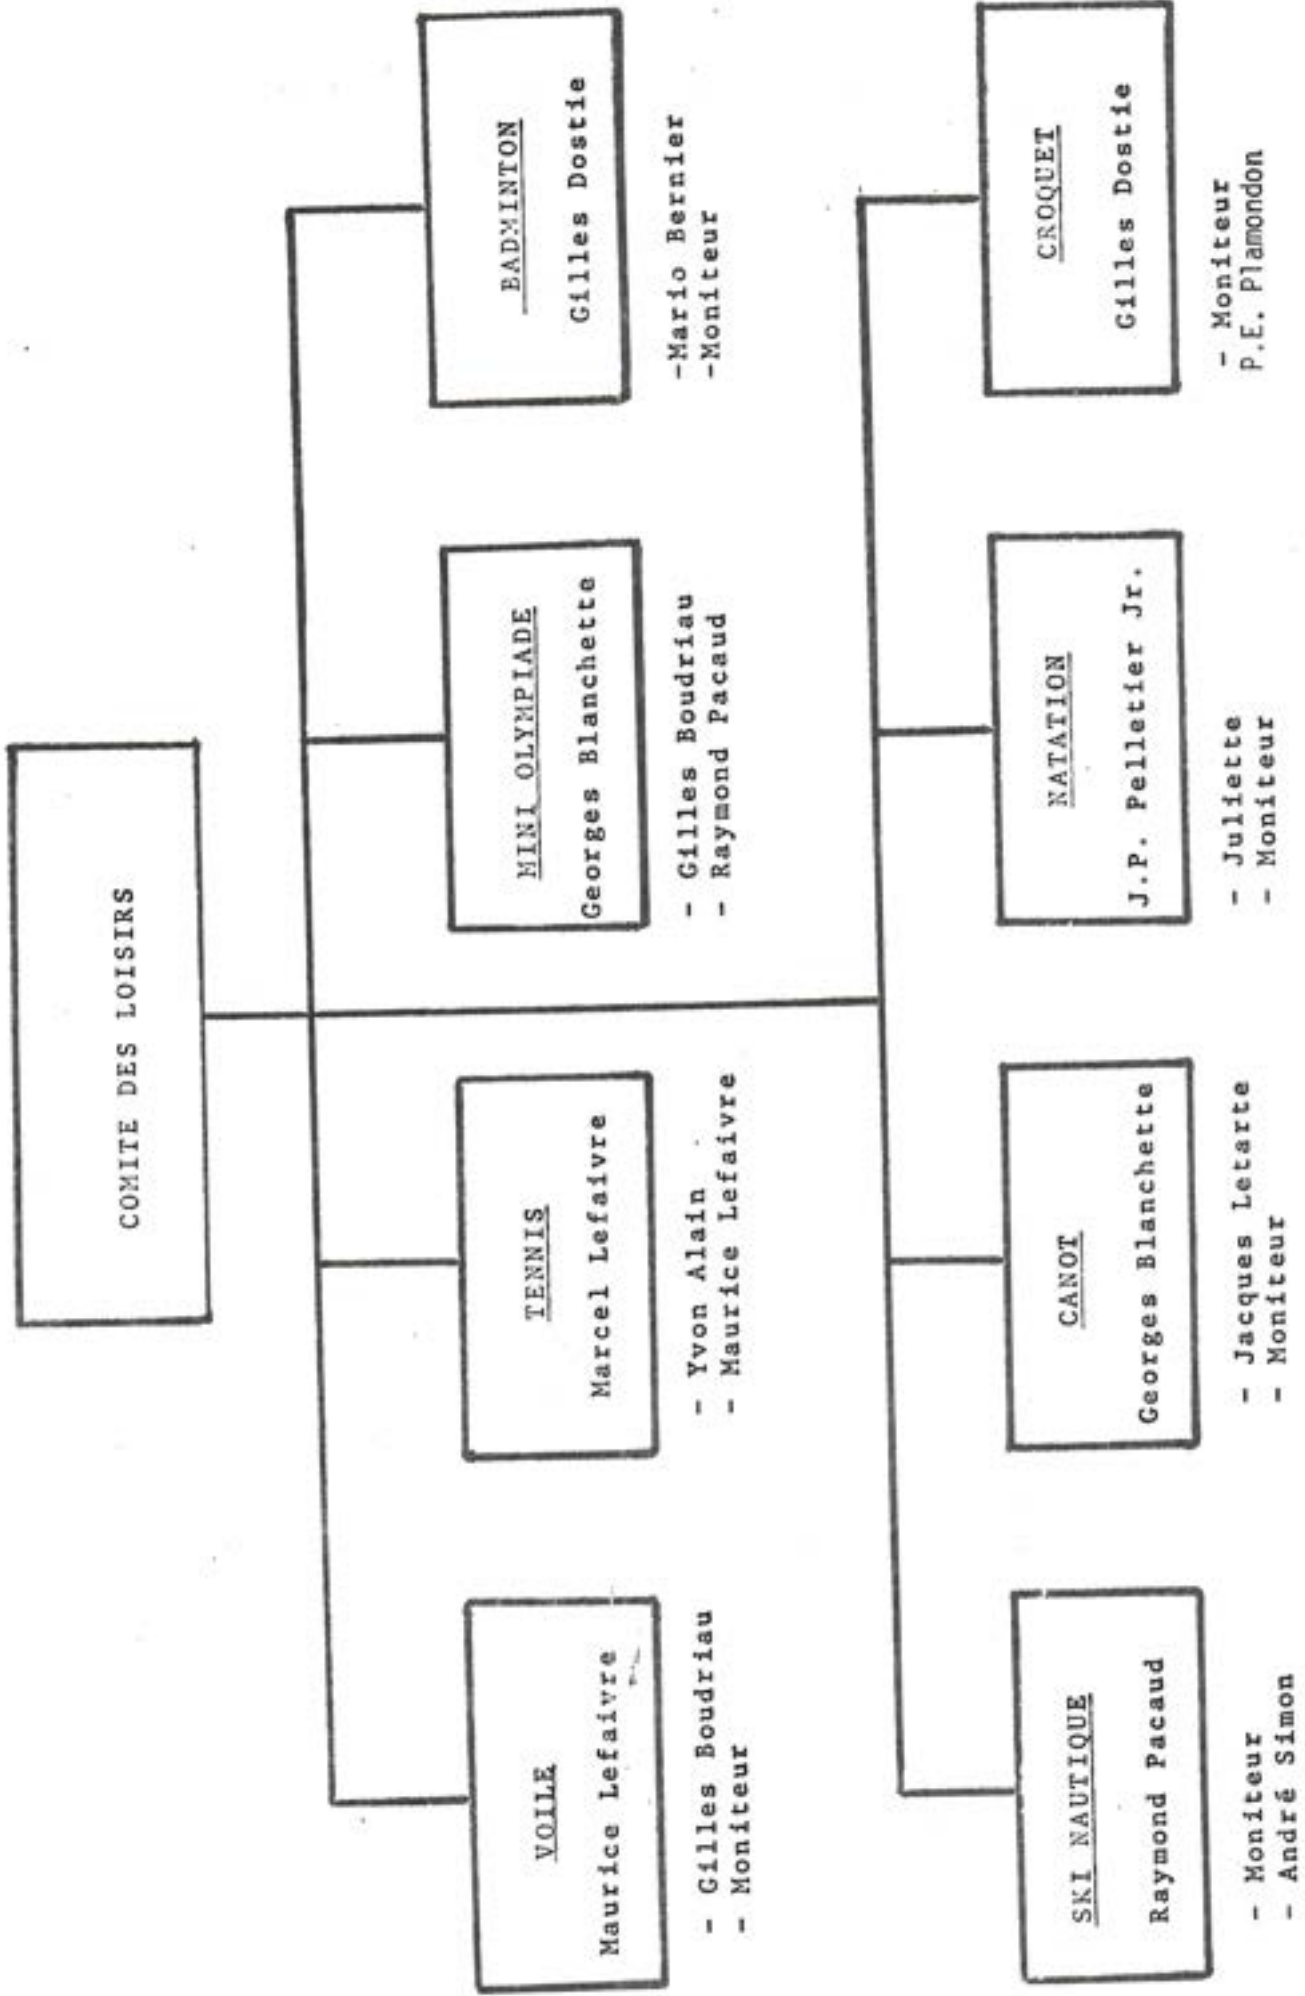 COMITE DES LOISIRS
VOILE
Maurice Lefaivre
- Gilles Boudriau
- Moniteur
TENNIS
Marcel Lefaivre
- Yvon Alain
- Maurice Lefaivre
MINI OLYMPIADE
Georges Blanchette
- Gilles Boudriau
- Raymond Pacaud
BADMINTON
Gilles Dostie
-Mario Bernier
-Moniteur
SKI NAUTIQUE
Raymond Pacaud
- Moniteur
- André Simon
CANOT
Georges Blanchette
- Jacques Letarte
- Moniteur
NATATION
J.P. Pelletier Jr.
- Juliette
- Moniteur
CROQUET
Gilles Dostie
- Moniteur
P.E. Plamondon